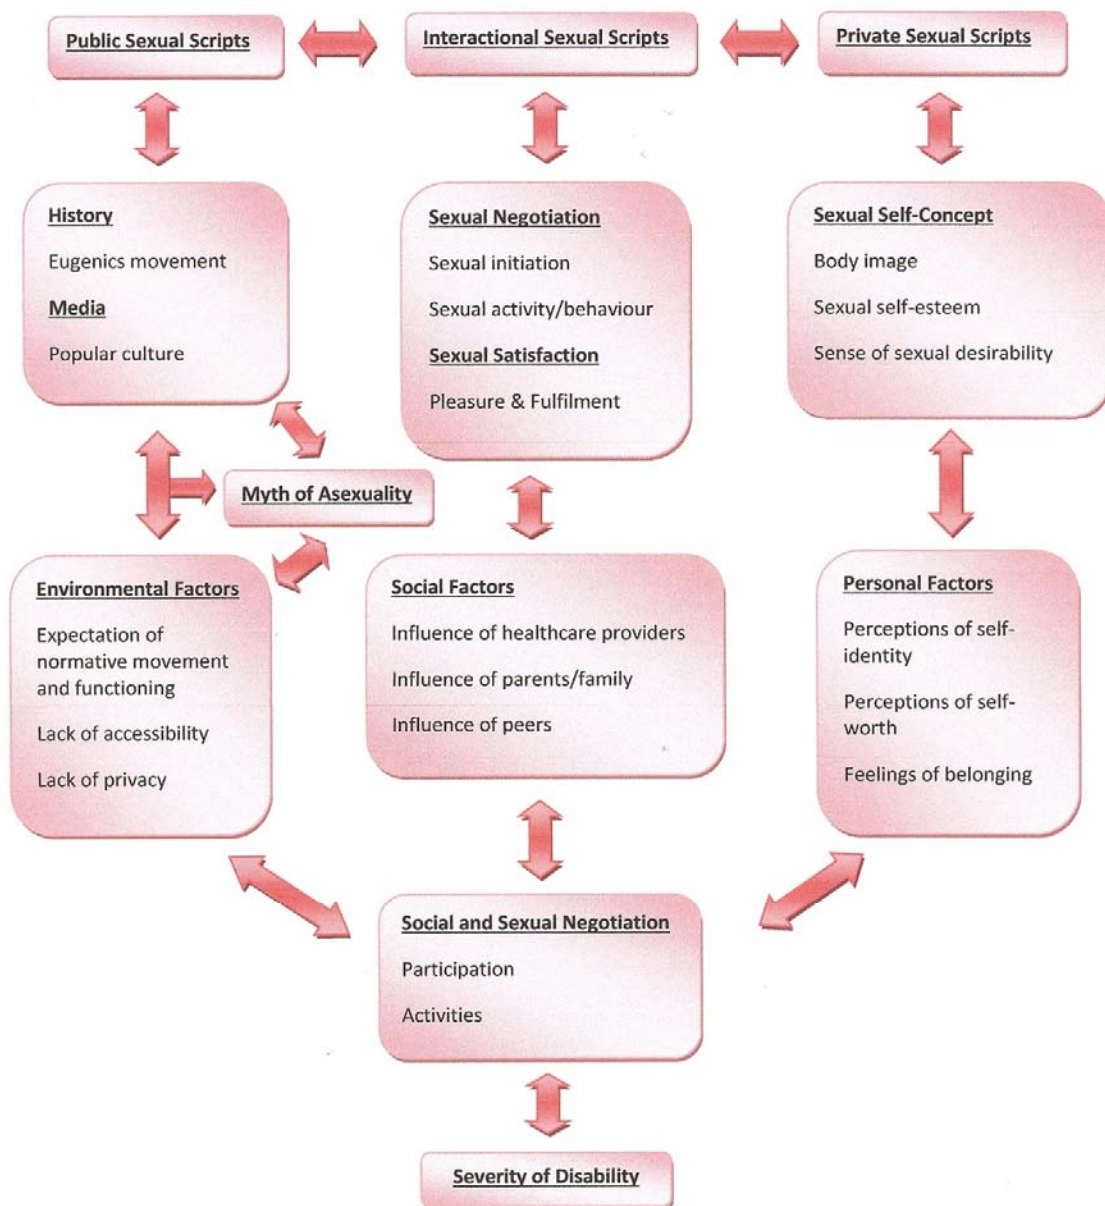 Public Sexual Scripts
Interactional Sexual Scripts
Private Sexual Scripts
History
Eugenics movement
Media
Popular culture
Sexual Negotiation
Sexual initiation
Sexual activity/behaviour
Sexual Satisfaction
Pleasure & Fulfilment
Sexual Self-Concept
Body image
Sexual self-esteem
Sense of sexual desirability
Myth of Asexuality
Environmental Factors
Expectation of
normative movement
and functioning
Lack of accessibility
Lack of privacy
Social Factors
Influence of healthcare providers
Influence of parents/family
Influence of peers
Personal Factors
Perceptions of self-
identity
Perceptions of self-
worth
Feelings of belonging
Social and Sexual Negotiation
Participation
Activities
Severity of Disability